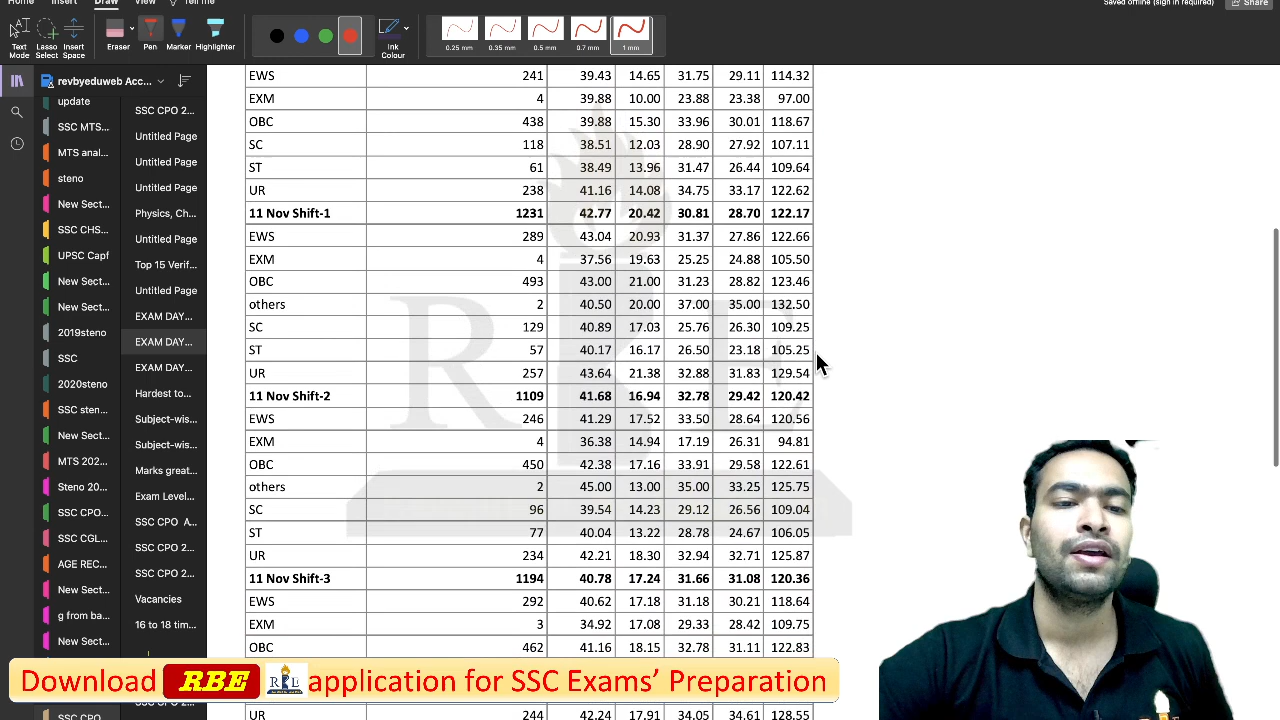 Home Insert Draw View Tell me Saved offline (sign in required) Share
Text Mode Lasso Select Insert Space Eraser Pen Marker Highlighter Ink Colour 0.25 mm 0.35 mm 0.5 mm 0.7 mm 1 mm
revbyeduweb Acc...
update
SSC MTS...
MTS anal...
steno
New Sect...
SSC CHS...
UPSC Capf
New Sect...
New Sect...
2019steno
SSC
2020steno
SSC sten...
New Sect...
MTS 202...
Steno 20...
SSC CPO...
SSC CGL...
AGE REC...
New Sect...
g from ba...
New Sect...
SSC CPO
SSC CPO 2...
Untitled Page
Untitled Page
Untitled Page
Physics, Ch...
Untitled Page
Top 15 Verif...
Untitled Page
EXAM DAY...
EXAM DAY...
EXAM DAY...
Hardest to...
Subject-wis...
Subject-wis...
Marks great...
Exam Level...
SSC CPO A...
SSC CPO 2...
SSC CPO 2...
Vacancies
16 to 18 tim...
EWS 241 39.43 14.65 31.75 29.11 114.32
EXM 4 39.88 10.00 23.88 23.38 97.00
OBC 438 39.88 15.30 33.96 30.01 118.67
SC 118 38.51 12.03 28.90 27.92 107.11
ST 61 38.49 13.96 31.47 26.44 109.64
UR 238 41.16 14.08 34.75 33.17 122.62
11 Nov Shift-1 1231 42.77 20.42 30.81 28.70 122.17
EWS 289 43.04 20.93 31.37 27.86 122.66
EXM 4 37.56 19.63 25.25 24.88 105.50
OBC 493 43.00 21.00 31.23 28.82 123.46
others 2 40.50 20.00 37.00 35.00 132.50
SC 129 40.89 17.03 25.76 26.30 109.25
ST 57 40.17 16.17 26.50 23.18 105.25
UR 257 43.64 21.38 32.88 31.83 129.54
11 Nov Shift-2 1109 41.68 16.94 32.78 29.42 120.42
EWS 246 41.29 17.52 33.50 28.64 120.56
EXM 4 36.38 14.94 17.19 26.31 94.81
OBC 450 42.38 17.16 33.91 29.58 122.61
others 2 45.00 13.00 35.00 33.25 125.75
SC 96 39.54 14.23 29.12 26.56 109.04
ST 77 40.04 13.22 28.78 24.67 106.05
UR 234 42.21 18.30 32.94 32.71 125.87
11 Nov Shift-3 1194 40.78 17.24 31.66 31.08 120.36
EWS 292 40.62 17.18 31.18 30.21 118.64
EXM 3 34.92 17.08 29.33 28.42 109.75
OBC 462 41.16 18.15 32.78 31.11 122.83
UR 244 42.24 17.91 34.05 34.61 128.55
RBE
Download RBE RBE application for SSC Exams' Preparation